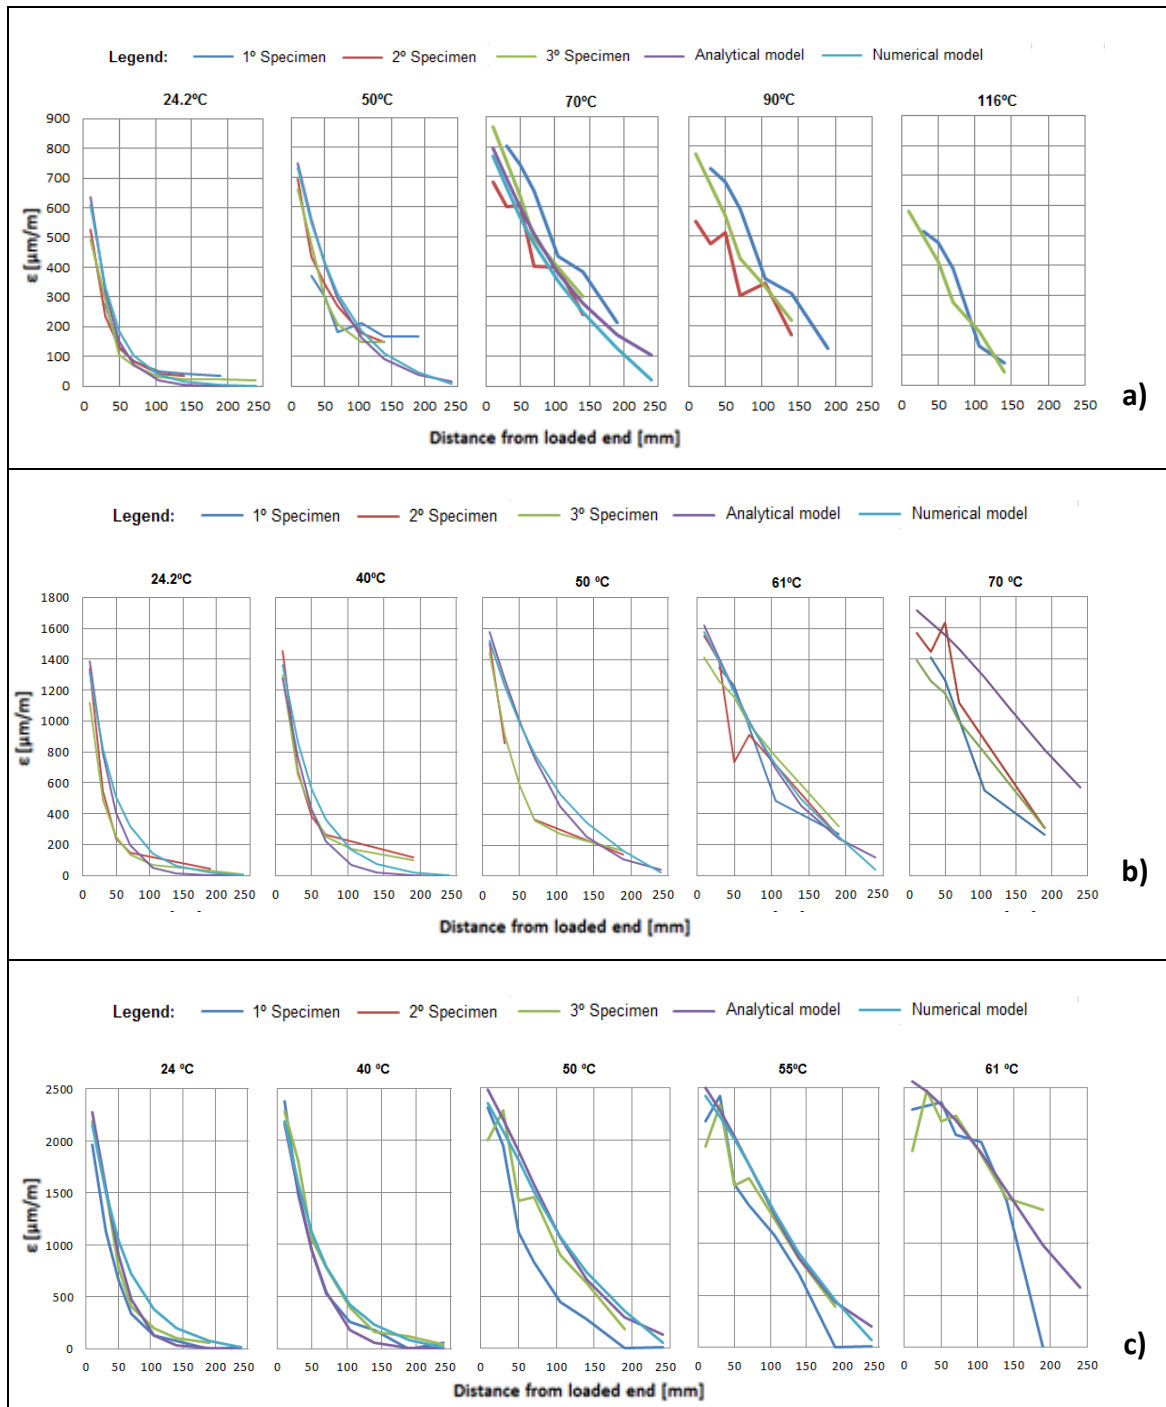 Legend: 1º Specimen 2º Specimen 3º Specimen Analytical model Numerical model
24.2ºC 50ºC 70ºC 90ºC 116ºC
900
800
700
600
500
400
300
200
100
0
ε [µm/m]
0 50 100 150 200 250 0 50 100 150 200 250 0 50 100 150 200 250 0 50 100 150 200 250 0 50 100 150 200 250
Distance from loaded end [mm]
a)
Legend: 1º Specimen 2º Specimen 3º Specimen Analytical model Numerical model
24.2ºC 40ºC 50 ºC 61ºC 70 ºC
1800
1600
1400
1200
1000
800
600
400
200
0
ε [µm/m]
0 50 100 150 200 250 0 50 100 150 200 250 0 50 100 150 200 250 0 50 100 150 200 250 0 50 100 150 200 250
Distance from loaded end [mm]
b)
Legend: 1º Specimen 2º Specimen 3º Specimen Analytical model Numerical model
24 ºC 40 ºC 50 ºC 55ºC 61 ºC
2500
2000
1500
1000
500
0
ε [µm/m]
0 50 100 150 200 250 0 50 100 150 200 250 0 50 100 150 200 250 0 50 100 150 200 250 0 50 100 150 200 250
Distance from loaded end [mm]
c)